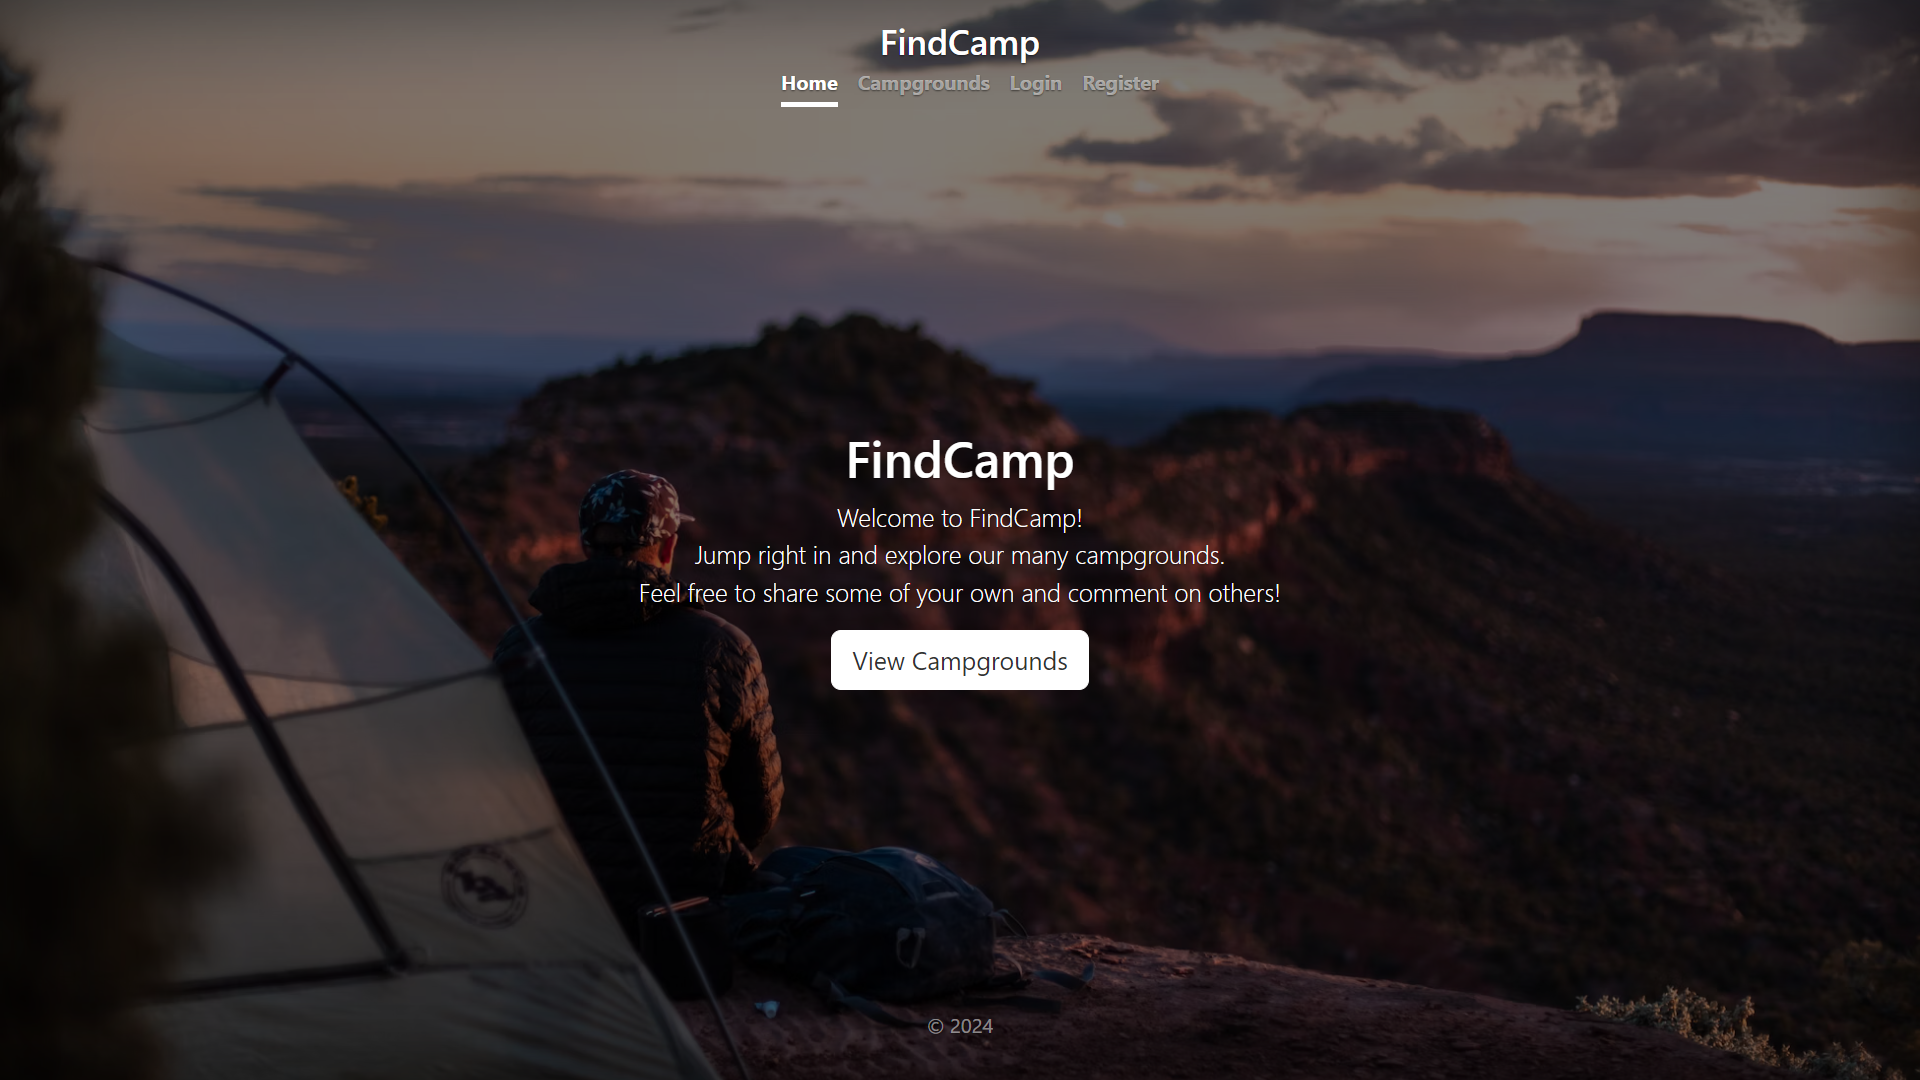 FindCamp
Home Campgrounds Login Register
FindCamp
Welcome to FindCamp!
Jump right in and explore our many campgrounds.
Feel free to share some of your own and comment on others!
View Campgrounds
© 2024